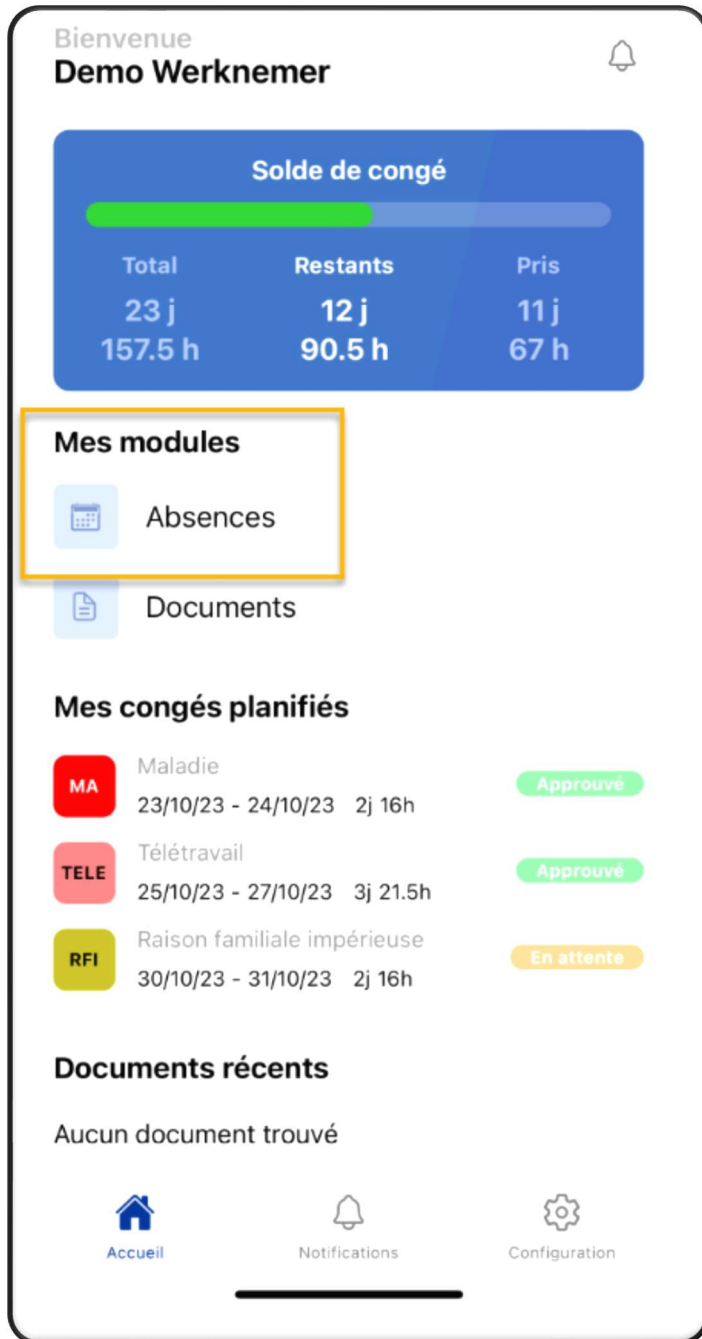 Bienvenue
Demo Werknemer
Solde de congé
Total Restants Pris
23 j 12 j 11 j
157.5 h 90.5 h 67 h
Mes modules
Absences
Documents
Mes congés planifiés
Maladie
MA Approuvé
23/10/23 - 24/10/23 2j 16h
Télétravail
TELE Approuvé
25/10/23 - 27/10/23 3j 21.5h
Raison familiale impérieuse
RFI En attente
30/10/23 - 31/10/23 2j 16h
Documents récents
Aucun document trouvé
Accueil Notifications Configuration